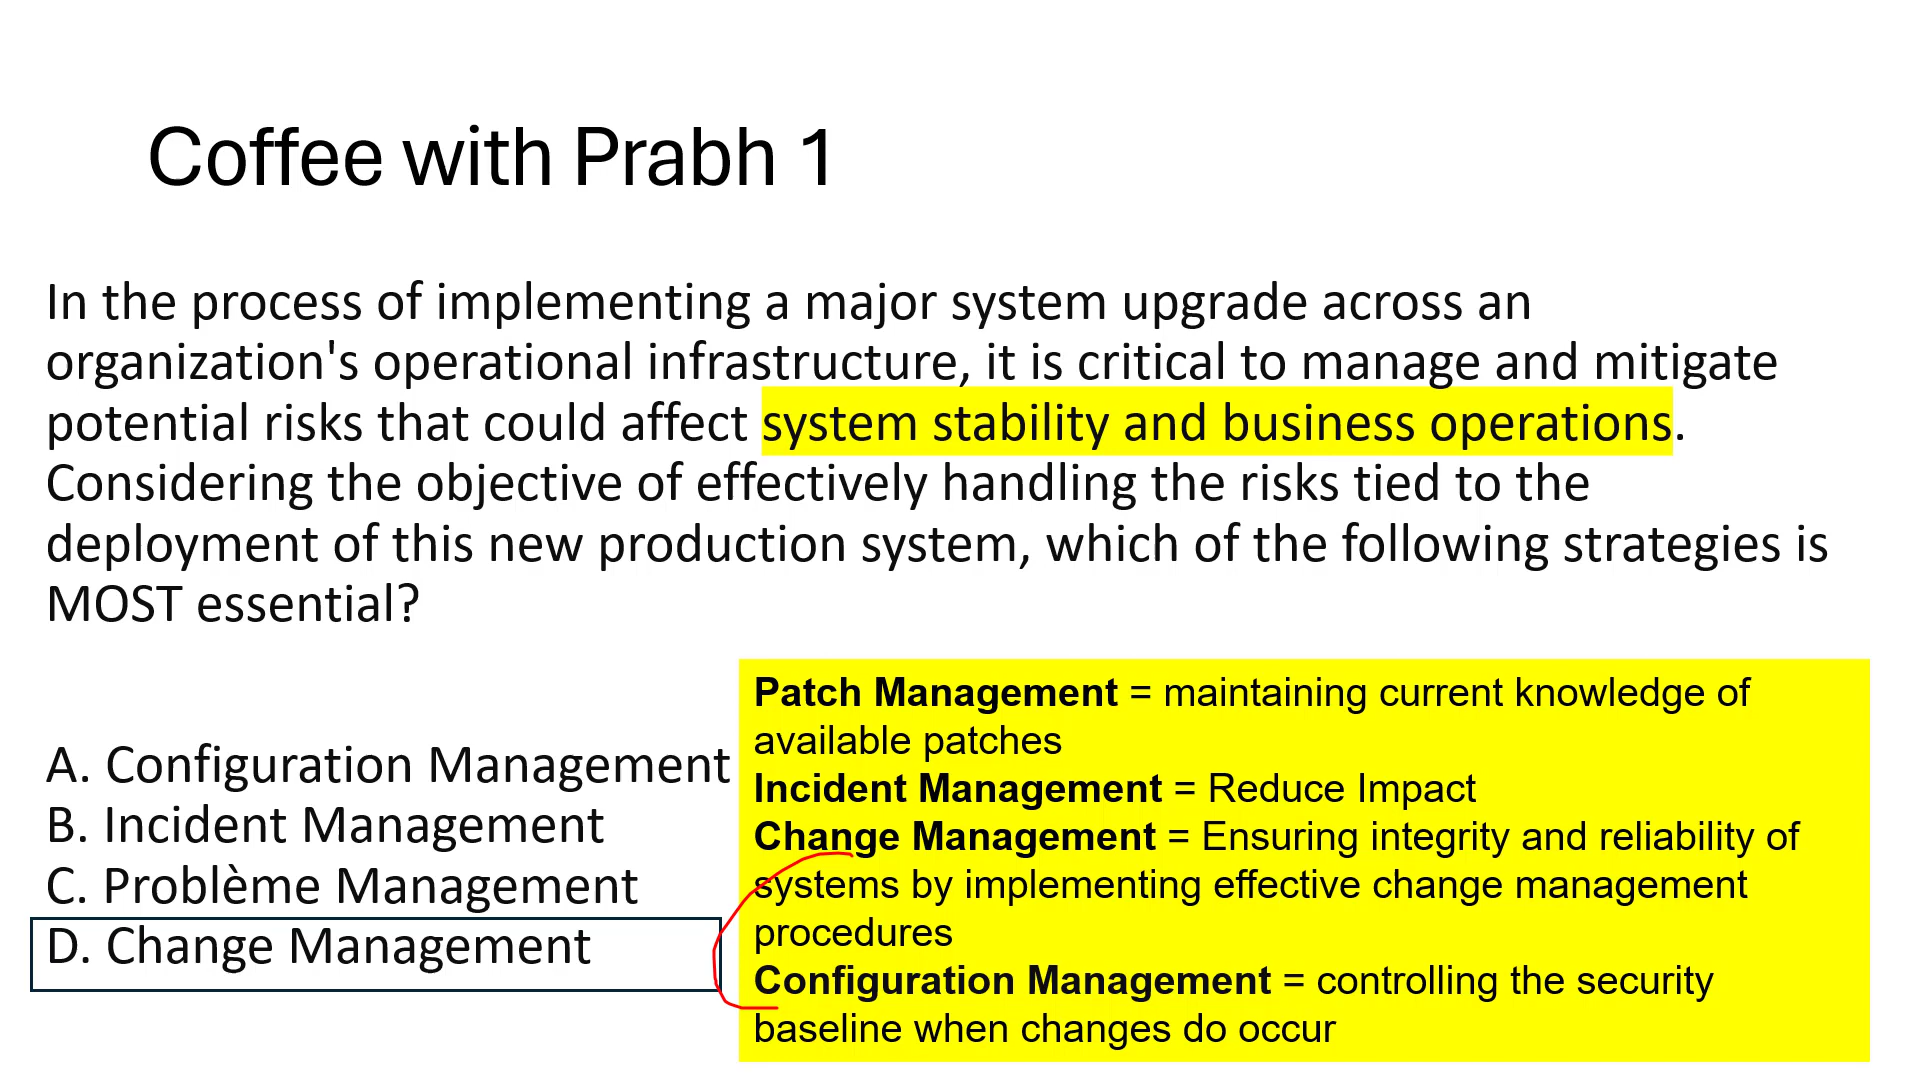 Coffee with Prabh 1
In the process of implementing a major system upgrade across an
organization's operational infrastructure, it is critical to manage and mitigate
potential risks that could affect system stability and business operations.
Considering the objective of effectively handling the risks tied to the
deployment of this new production system, which of the following strategies is
MOST essential?
A. Configuration Management
B. Incident Management
C. Problème Management
D. Change Management
Patch Management = maintaining current knowledge of
available patches
Incident Management = Reduce Impact
Change Management = Ensuring integrity and reliability of
systems by implementing effective change management
procedures
Configuration Management = controlling the security
baseline when changes do occur